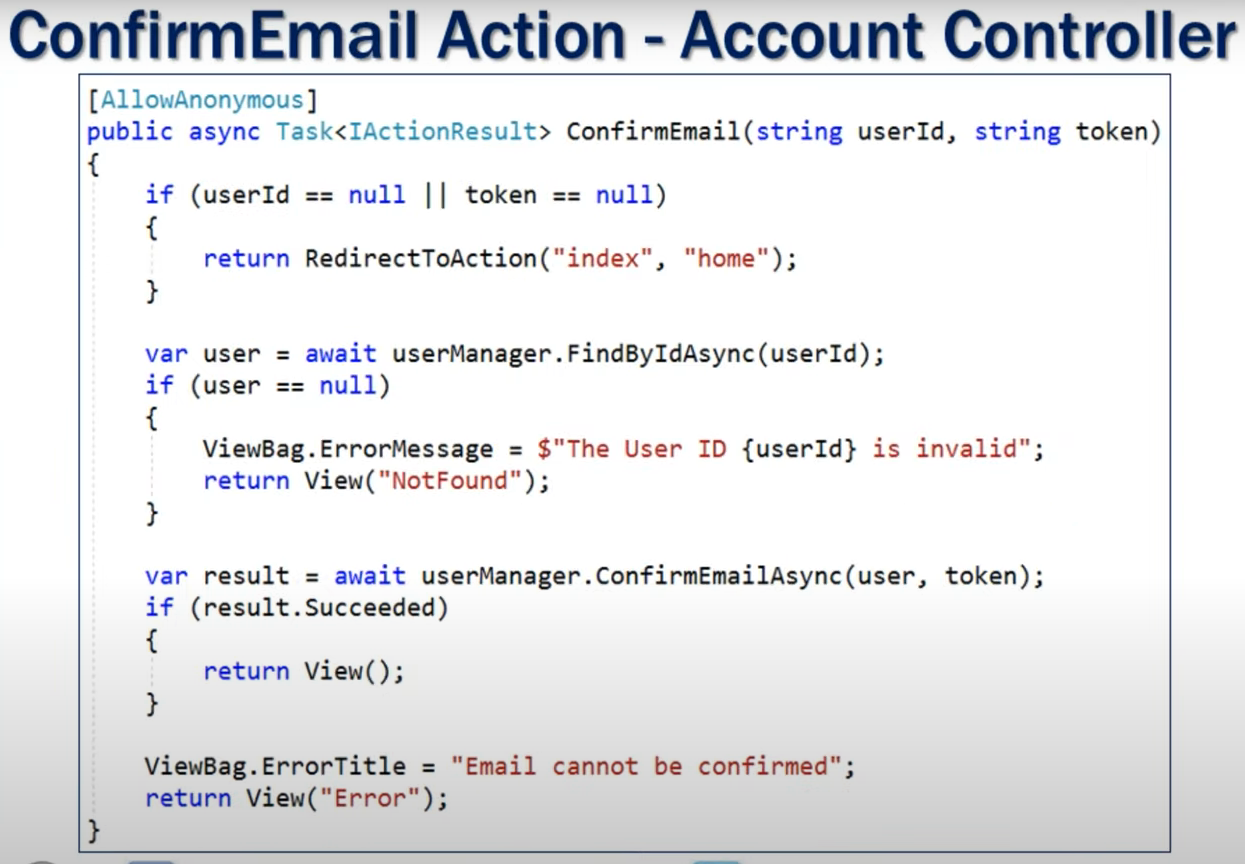 ConfirmEmail Action - Account Controller
[AllowAnonymous]
public async Task<IActionResult> ConfirmEmail(string userId, string token)
{
if (userId == null || token == null)
{
return RedirectToAction("index", "home");
}
var user = await userManager.FindByIdAsync(userId);
if (user == null)
{
ViewBag.ErrorMessage = $"The User ID {userId} is invalid";
return View("NotFound");
}
var result = await userManager.ConfirmEmailAsync(user, token);
if (result.Succeeded)
{
return View();
}
ViewBag.ErrorTitle = "Email cannot be confirmed";
return View("Error");
}